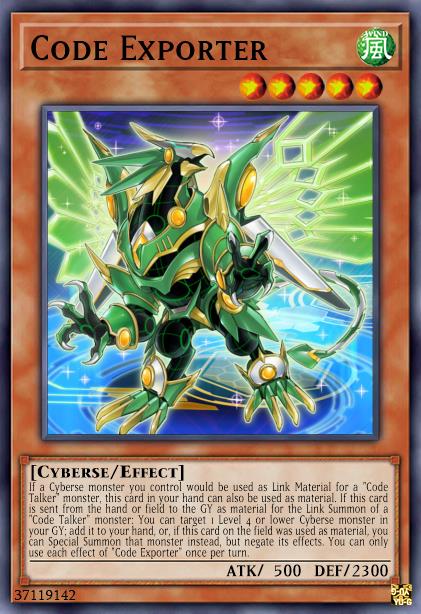 CODE EXPORTER
WIND
風
[CYBERSE/EFFECT]
If a Cyberse monster you control would be used as Link Material for a "Code
Talker" monster, this card in your hand can also be used as material. If this card
is sent from the hand or field to the GY as material for the Link Summon of a
"Code Talker" monster: You can target 1 Level 4 or lower Cyberse monster in
your GY; add it to your hand, or, if this card on the field was used as material, you
can Special Summon that monster instead, but negate its effects. You can only
use each effect of "Code Exporter" once per turn.
ATK/ 500 DEF/2300
37119142